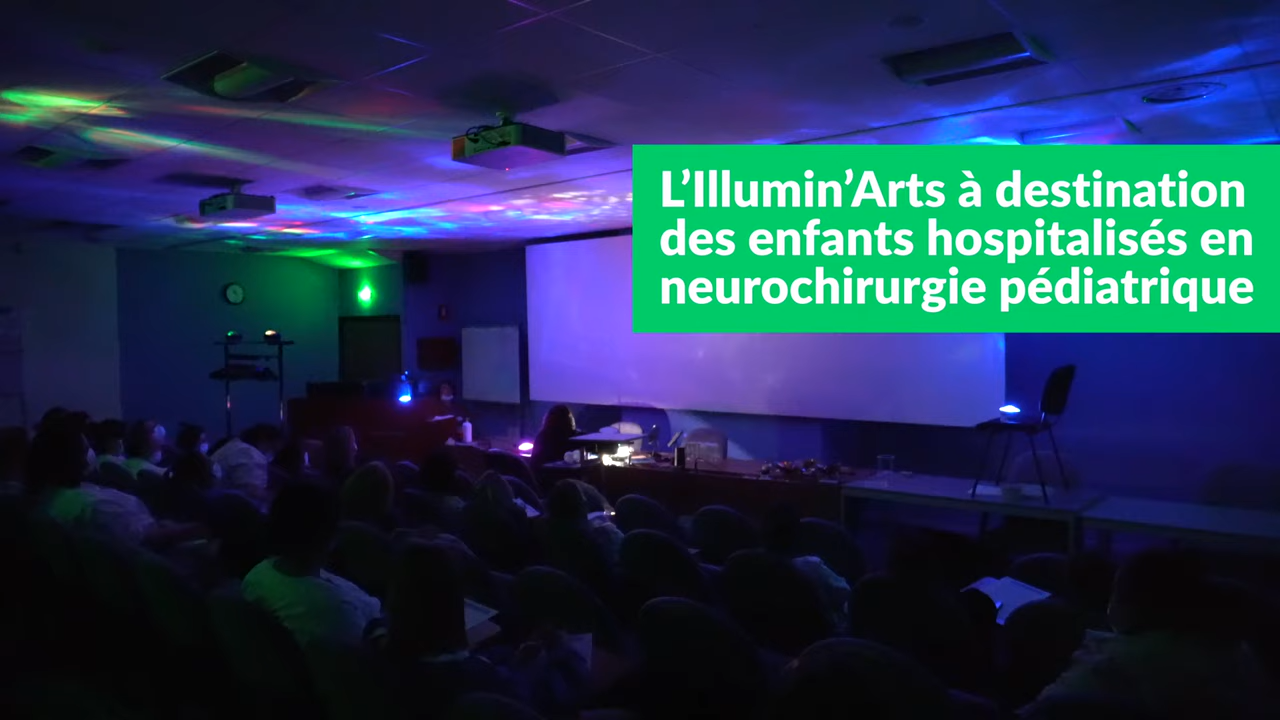 L’Illumin’Arts à destination
des enfants hospitalisés en
neurochirurgie pédiatrique